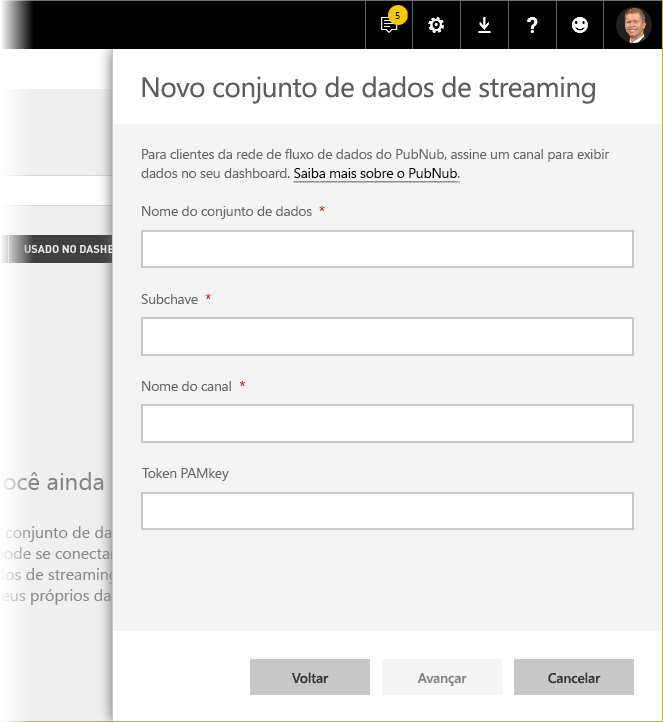 5
?
Novo conjunto de dados de streaming
Para clientes da rede de fluxo de dados do PubNub, assine um canal para exibir
dados no seu dashboard. Saiba mais sobre o PubNub.
Nome do conjunto de dados *
USADO NO DASHE
Subchave *
Nome do canal *
Token PAMkey
ocê ainda
conjunto de da
ode se conecta
os de streaming
eus próprios da
Voltar
Avançar
Cancelar